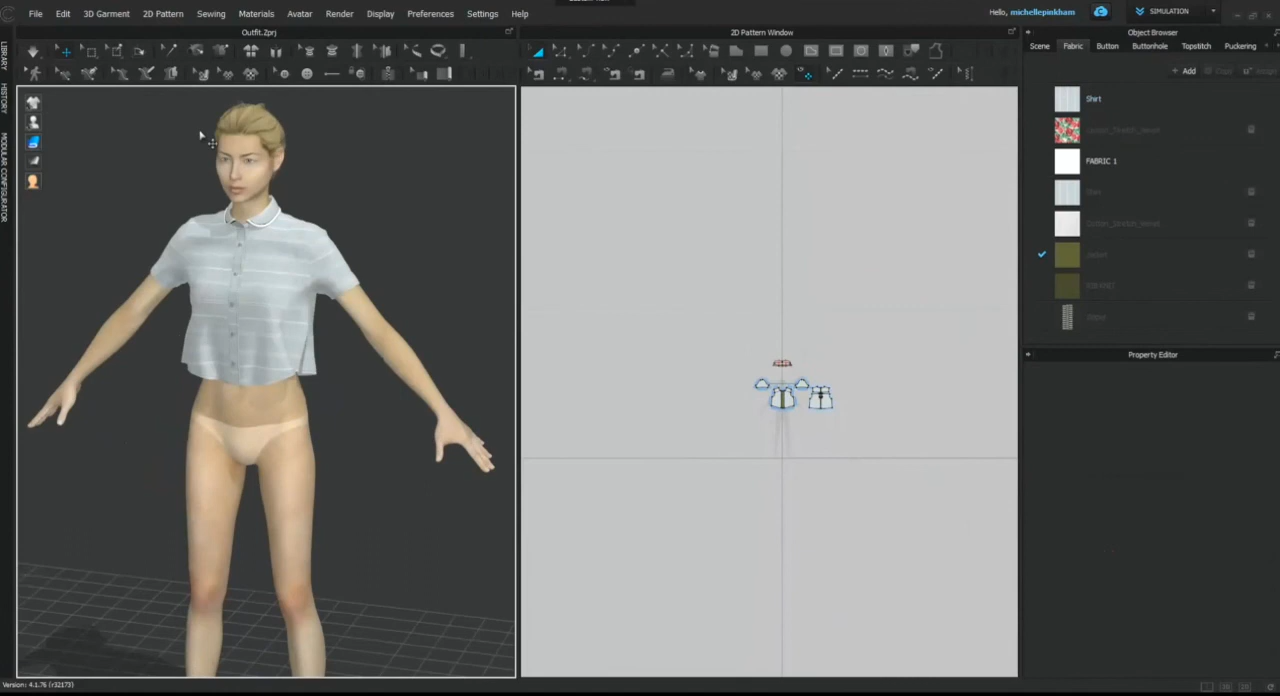 File Edit 3D Garment 2D Pattern Sewing Materials Avatar Render Display Preferences Settings Help
Hello, michellepinkham
SIMULATION
Outfit.Zprj
2D Pattern Window
Object Browser
Scene Fabric Button Buttonhole Topstitch Puckering
+ Add
Copy
LIBRARY
HISTORY
MODULAR CONFIGURATOR
Shirt
FABRIC 1
Shirt
Property Editor
Version: 4.1.76 (r32173)